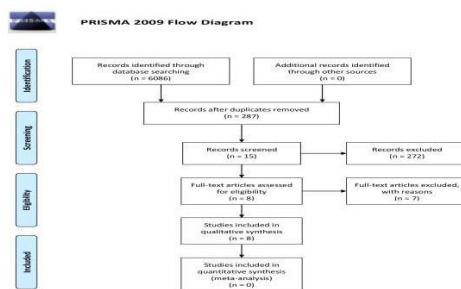 PRISMA 2009 Flow Diagram
Identification
Records identified through
database searching
(n = 6086)
Additional records identified
through other sources
(n = 0)
Records after duplicates removed
(n = 287)
Screening
Records screened
(n = 15)
Records excluded
(n = 272)
Eligibility
Full-text articles assessed
for eligibility
(n = 8)
Full-text articles excluded,
with reasons
(n = 7)
Studies included in
qualitative synthesis
(n = 8)
Included
Studies included in
quantitative synthesis
(meta-analysis)
(n = 0)